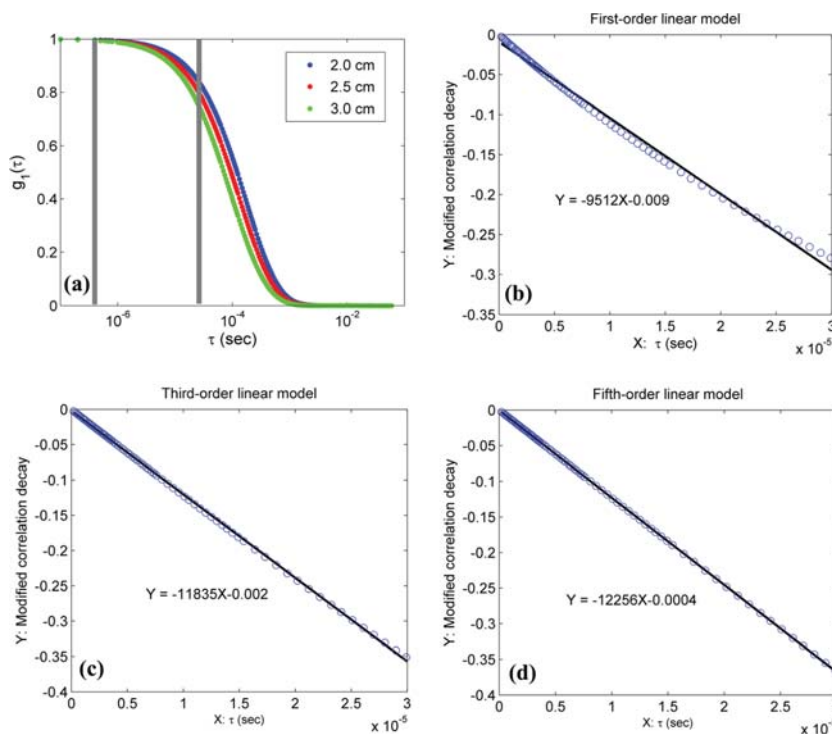 1
0.8
0.6
0.4
0.2
0
g1(τ)
2.0 cm
2.5 cm
3.0 cm
(a)
10-6
10-4
10-2
τ (sec)
First-order linear model
0
-0.05
-0.1
-0.15
-0.2
-0.25
-0.3
-0.35
Y: Modified correlation decay
Y = -9512X-0.009
(b)
0 0.5 1 1.5 2 2.5 3
X: τ (sec)
x 10-5
Third-order linear model
0
-0.05
-0.1
-0.15
-0.2
-0.25
-0.3
-0.35
-0.4
Y: Modified correlation decay
Y = -11835X-0.002
(c)
0 0.5 1 1.5 2 2.5 3
X: τ (sec)
x 10-5
Fifth-order linear model
0
-0.05
-0.1
-0.15
-0.2
-0.25
-0.3
-0.35
-0.4
Y: Modified correlation decay
Y = -12256X-0.0004
(d)
0 0.5 1 1.5 2 2.5
X: τ (sec)
x 10